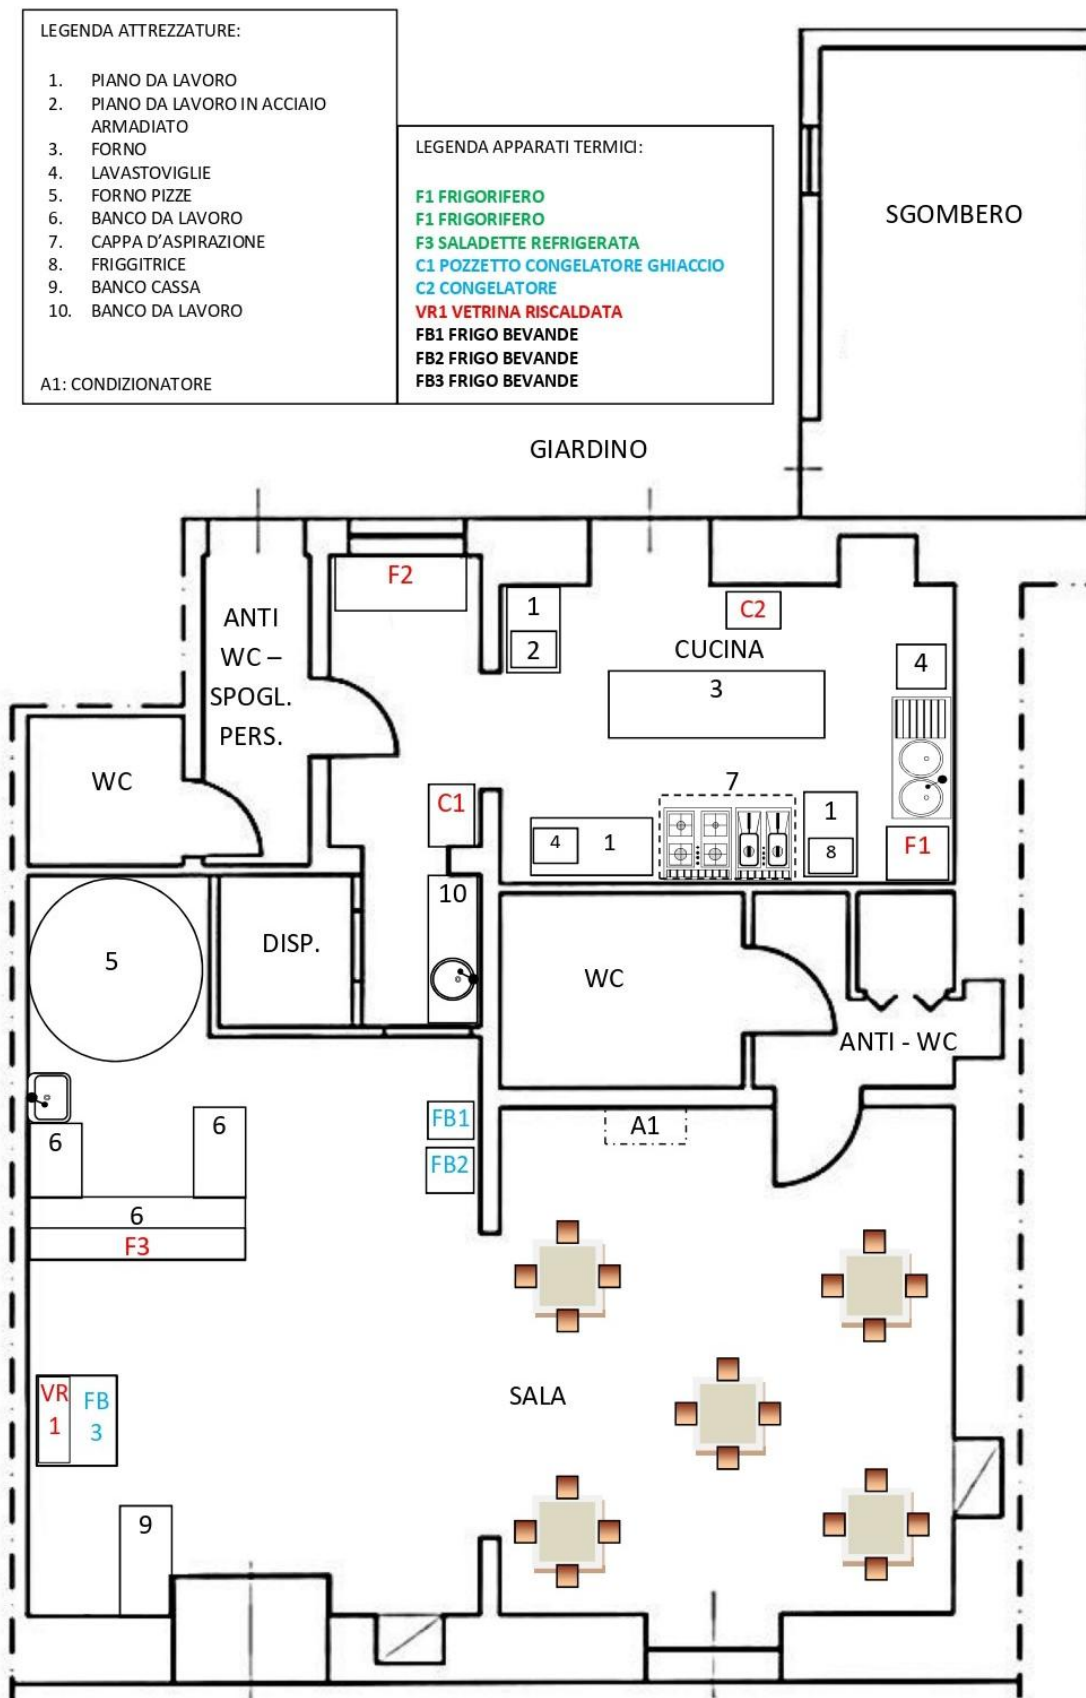 LEGENDA ATTREZZATURE:
1. PIANO DA LAVORO
2. PIANO DA LAVORO IN ACCIAIO
ARMADIATO
3. FORNO
4. LAVASTOVIGLIE
5. FORNO PIZZE
6. BANCO DA LAVORO
7. CAPPA D'ASPIRAZIONE
8. FRIGGITRICE
9. BANCO CASSA
10. BANCO DA LAVORO
A1: CONDIZIONATORE
LEGENDA APPARATI TERMICI:
F1 FRIGORIFERO
F1 FRIGORIFERO
F3 SALADETTE REFRIGERATA
C1 POZZETTO CONGELATORE GHIACCIO
C2 CONGELATORE
VR1 VETRINA RISCALDATA
FB1 FRIGO BEVANDE
FB2 FRIGO BEVANDE
FB3 FRIGO BEVANDE
SGOMBERO
GIARDINO
F2
ANTI
WC –
SPOGL.
PERS.
1
2
C2
CUCINA
3
4
WC
C1
7
4
1
1
8
F1
10
5
DISP.
WC
ANTI - WC
6
6
FB1
FB2
A1
6
F3
VR
1
FB
3
SALA
9